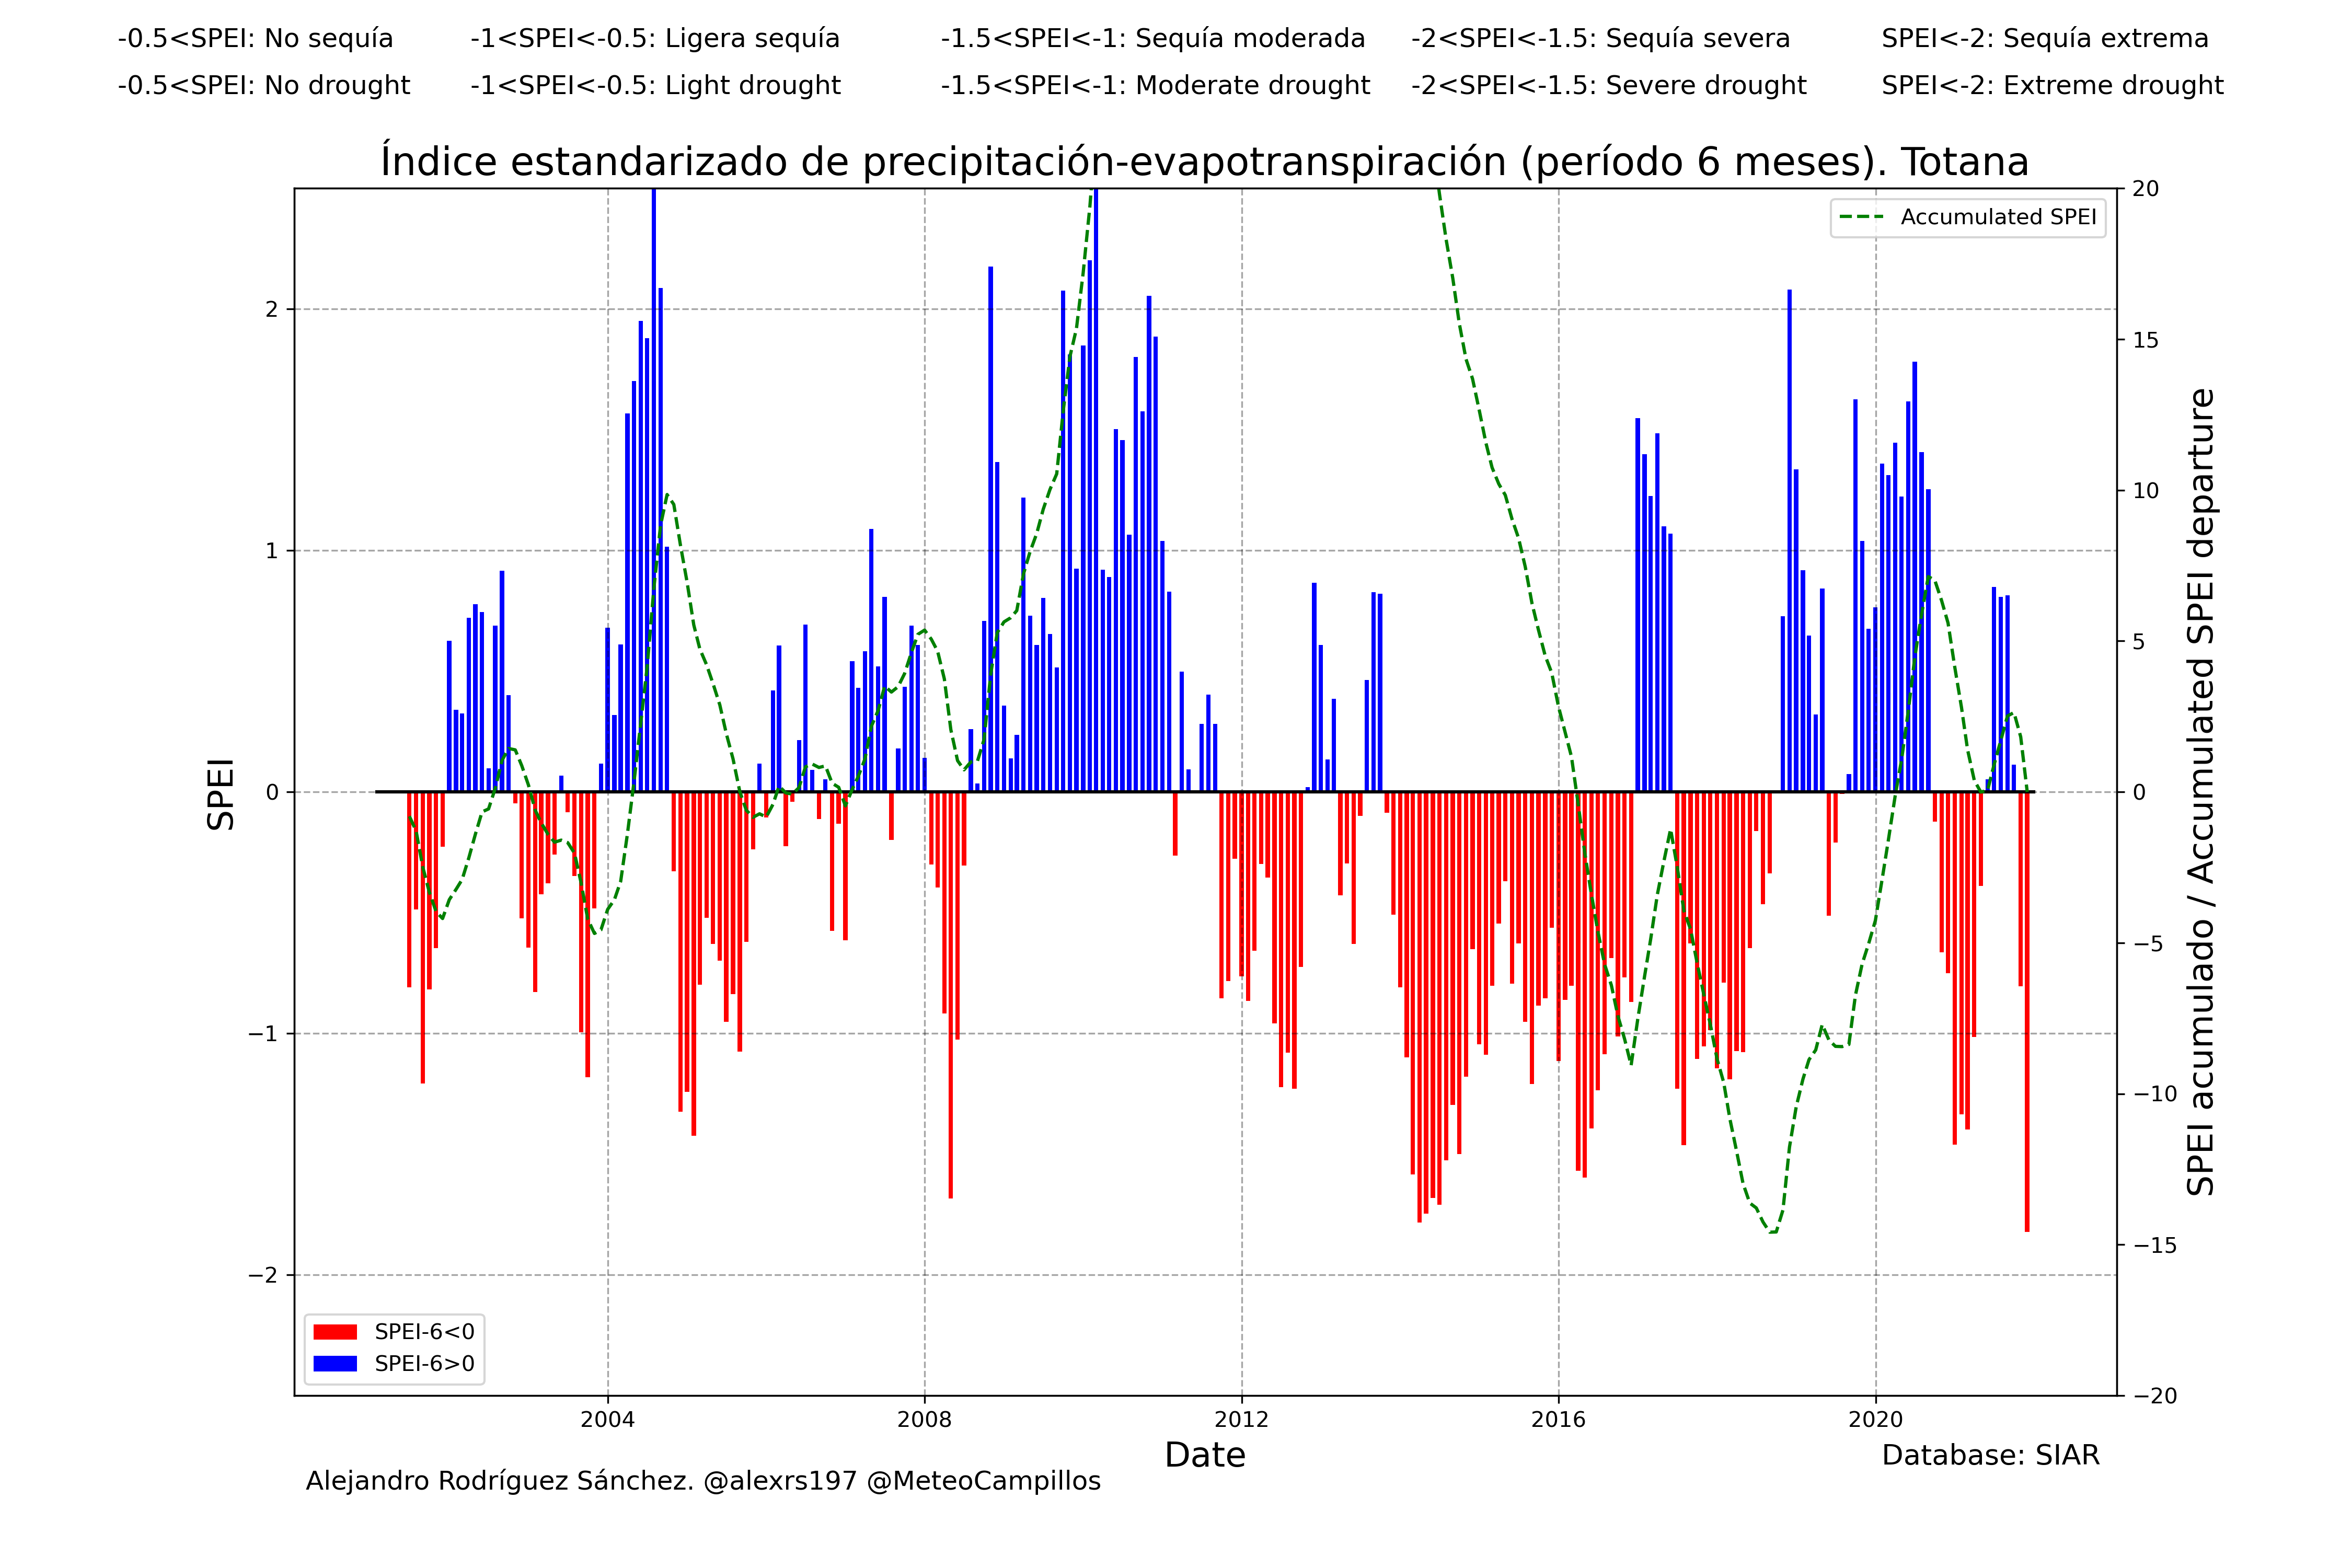 -0.5<SPEI: No sequía -1<SPEI<-0.5: Ligera sequía -1.5<SPEI<-1: Sequía moderada -2<SPEI<-1.5: Sequía severa SPEI<-2: Sequía extrema
-0.5<SPEI: No drought -1<SPEI<-0.5: Light drought -1.5<SPEI<-1: Moderate drought -2<SPEI<-1.5: Severe drought SPEI<-2: Extreme drought
Índice estandarizado de precipitación-evapotranspiración (período 6 meses). Totana
Accumulated SPEI
SPEI
2
1
0
−1
−2
20
15
10
5
0
−5
−10
−15
−20
SPEI acumulado / Accumulated SPEI departure
SPEI-6<0
SPEI-6>0
2004 2008 2012 2016 2020
Date
Database: SIAR
Alejandro Rodríguez Sánchez. @alexrs197 @MeteoCampillos